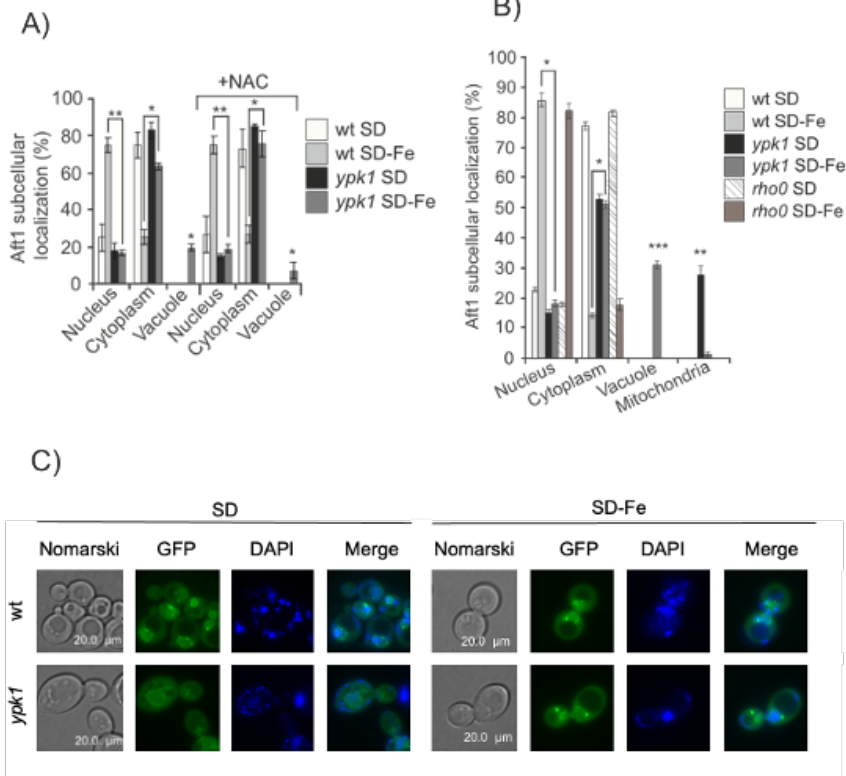 A)
+NAC
** * ** *
100
80
60
40
20
0
Aft1 subcellular
localization (%)
* *
Nucleus Cytoplasm Vacuole Nucleus Cytoplasm Vacuole
wt SD
wt SD-Fe
ypk1 SD
ypk1 SD-Fe
B)
100
90
80
70
60
50
40
30
20
10
0
Aft1 subcellular localization (%)
*
*
*** **
Nucleus Cytoplasm Vacuole Mitochondria
wt SD
wt SD-Fe
ypk1 SD
ypk1 SD-Fe
rho0 SD
rho0 SD-Fe
C)
SD SD-Fe
Nomarski GFP DAPI Merge Nomarski GFP DAPI Merge
wt
20.0 µm 20.0 µm
ypk1
20.0 µm 20.0 µm